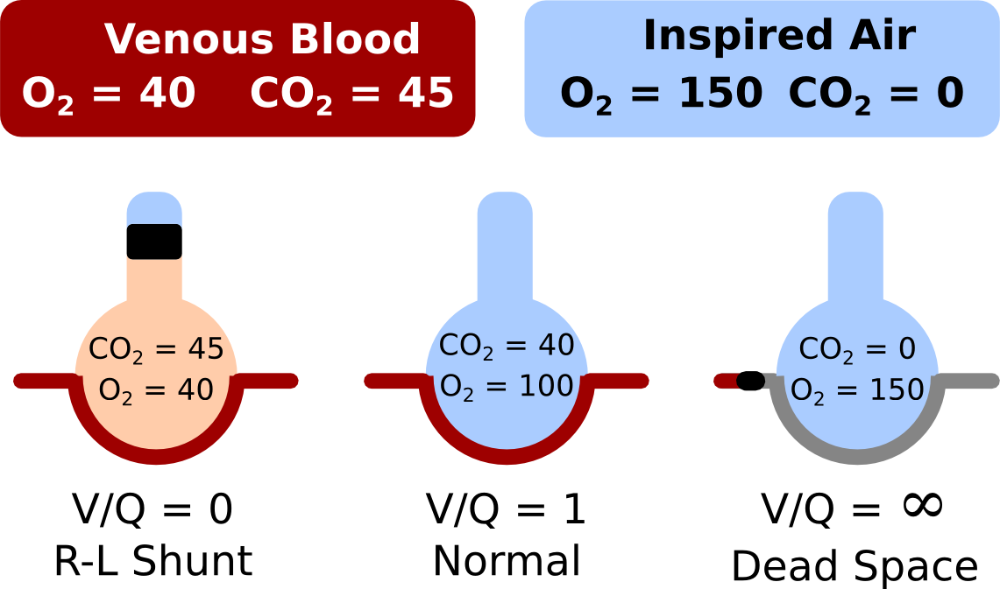 Venous Blood
O₂ = 40 CO₂ = 45
Inspired Air
O₂ = 150 CO₂ = 0
CO₂ = 45
O₂ = 40
V/Q = 0
R-L Shunt
CO₂ = 40
O₂ = 100
V/Q = 1
Normal
CO₂ = 0
O₂ = 150
V/Q = ∞
Dead Space